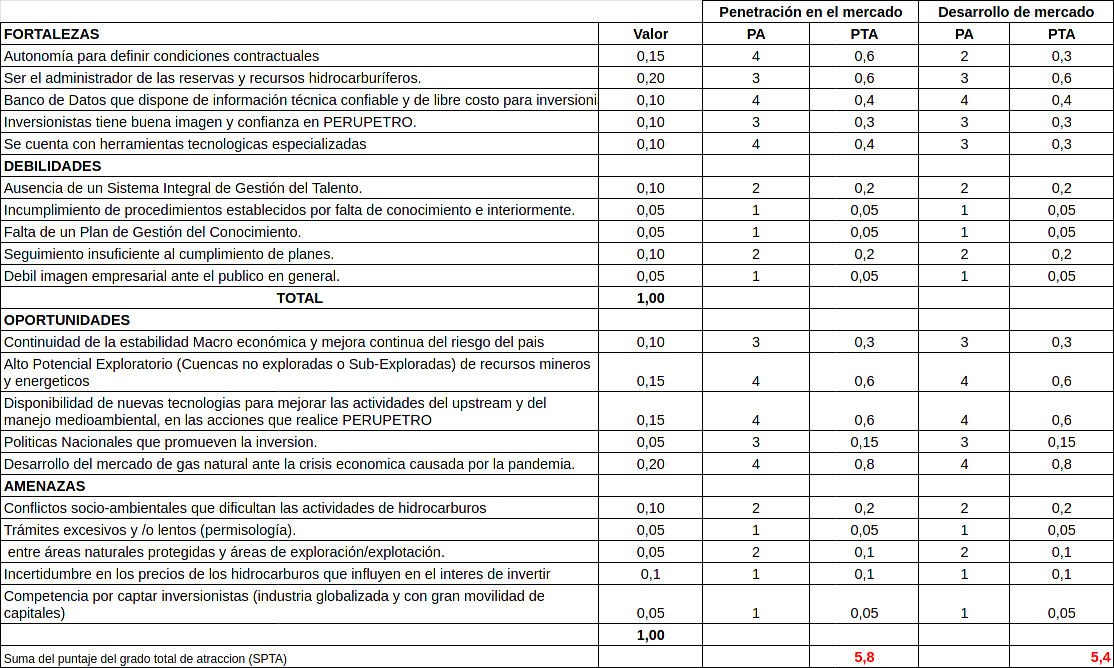 Penetración en el mercado Desarrollo de mercado
FORTALEZAS Valor PA PTA PA PTA
Autonomía para definir condiciones contractuales 0,15 4 0,6 2 0,3
Ser el administrador de las reservas y recursos hidrocarburíferos. 0,20 3 0,6 3 0,6
Banco de Datos que dispone de información técnica confiable y de libre costo para inversioni 0,10 4 0,4 4 0,4
Inversionistas tiene buena imagen y confianza en PERUPETRO. 0,10 3 0,3 3 0,3
Se cuenta con herramientas tecnologicas especializadas 0,10 4 0,4 3 0,3
DEBILIDADES
Ausencia de un Sistema Integral de Gestión del Talento. 0,10 2 0,2 2 0,2
Incumplimiento de procedimientos establecidos por falta de conocimiento e interiormente. 0,05 1 0,05 1 0,05
Falta de un Plan de Gestión del Conocimiento. 0,05 1 0,05 1 0,05
Seguimiento insuficiente al cumplimiento de planes. 0,10 2 0,2 2 0,2
Debil imagen empresarial ante el publico en general. 0,05 1 0,05 1 0,05
TOTAL 1,00
OPORTUNIDADES
Continuidad de la estabilidad Macro económica y mejora continua del riesgo del pais 0,10 3 0,3 3 0,3
Alto Potencial Exploratorio (Cuencas no exploradas o Sub-Exploradas) de recursos mineros
y energeticos 0,15 4 0,6 4 0,6
Disponibilidad de nuevas tecnologias para mejorar las actividades del upstream y del
manejo medioambiental, en las acciones que realice PERUPETRO 0,15 4 0,6 4 0,6
Politicas Nacionales que promueven la inversion. 0,05 3 0,15 3 0,15
Desarrollo del mercado de gas natural ante la crisis economica causada por la pandemia. 0,20 4 0,8 4 0,8
AMENAZAS
Conflictos socio-ambientales que dificultan las actividades de hidrocarburos 0,10 2 0,2 2 0,2
Trámites excesivos y /o lentos (permisología). 0,05 1 0,05 1 0,05
entre áreas naturales protegidas y áreas de exploración/explotación. 0,05 2 0,1 2 0,1
Incertidumbre en los precios de los hidrocarburos que influyen en el interes de invertir 0,1 1 0,1 1 0,1
Competencia por captar inversionistas (industria globalizada y con gran movilidad de
capitales) 0,05 1 0,05 1 0,05
1,00
Suma del puntaje del grado total de atraccion (SPTA) 5,8 5,4